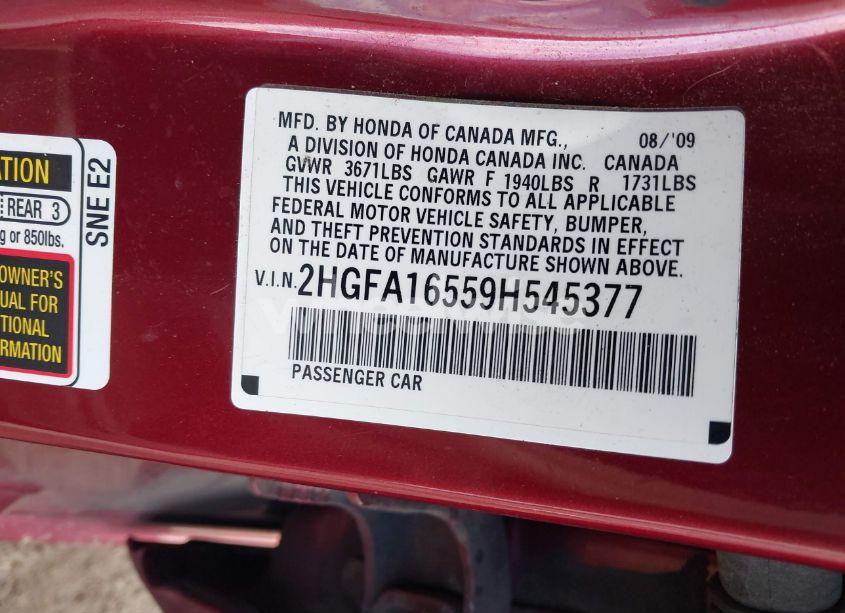 ATION
REAR 3
g or 850lbs.
OWNER'S
UAL FOR
TIONAL
ORMATION
SNE E2
MFD. BY HONDA OF CANADA MFG., 08/'09
A DIVISION OF HONDA CANADA INC. CANADA
GVWR 3671LBS GAWR F 1940LBS R 1731LBS
THIS VEHICLE CONFORMS TO ALL APPLICABLE
FEDERAL MOTOR VEHICLE SAFETY, BUMPER,
AND THEFT PREVENTION STANDARDS IN EFFECT
ON THE DATE OF MANUFACTURE SHOWN ABOVE.
V.I.N. 2HGFA16559H545377
PASSENGER CAR